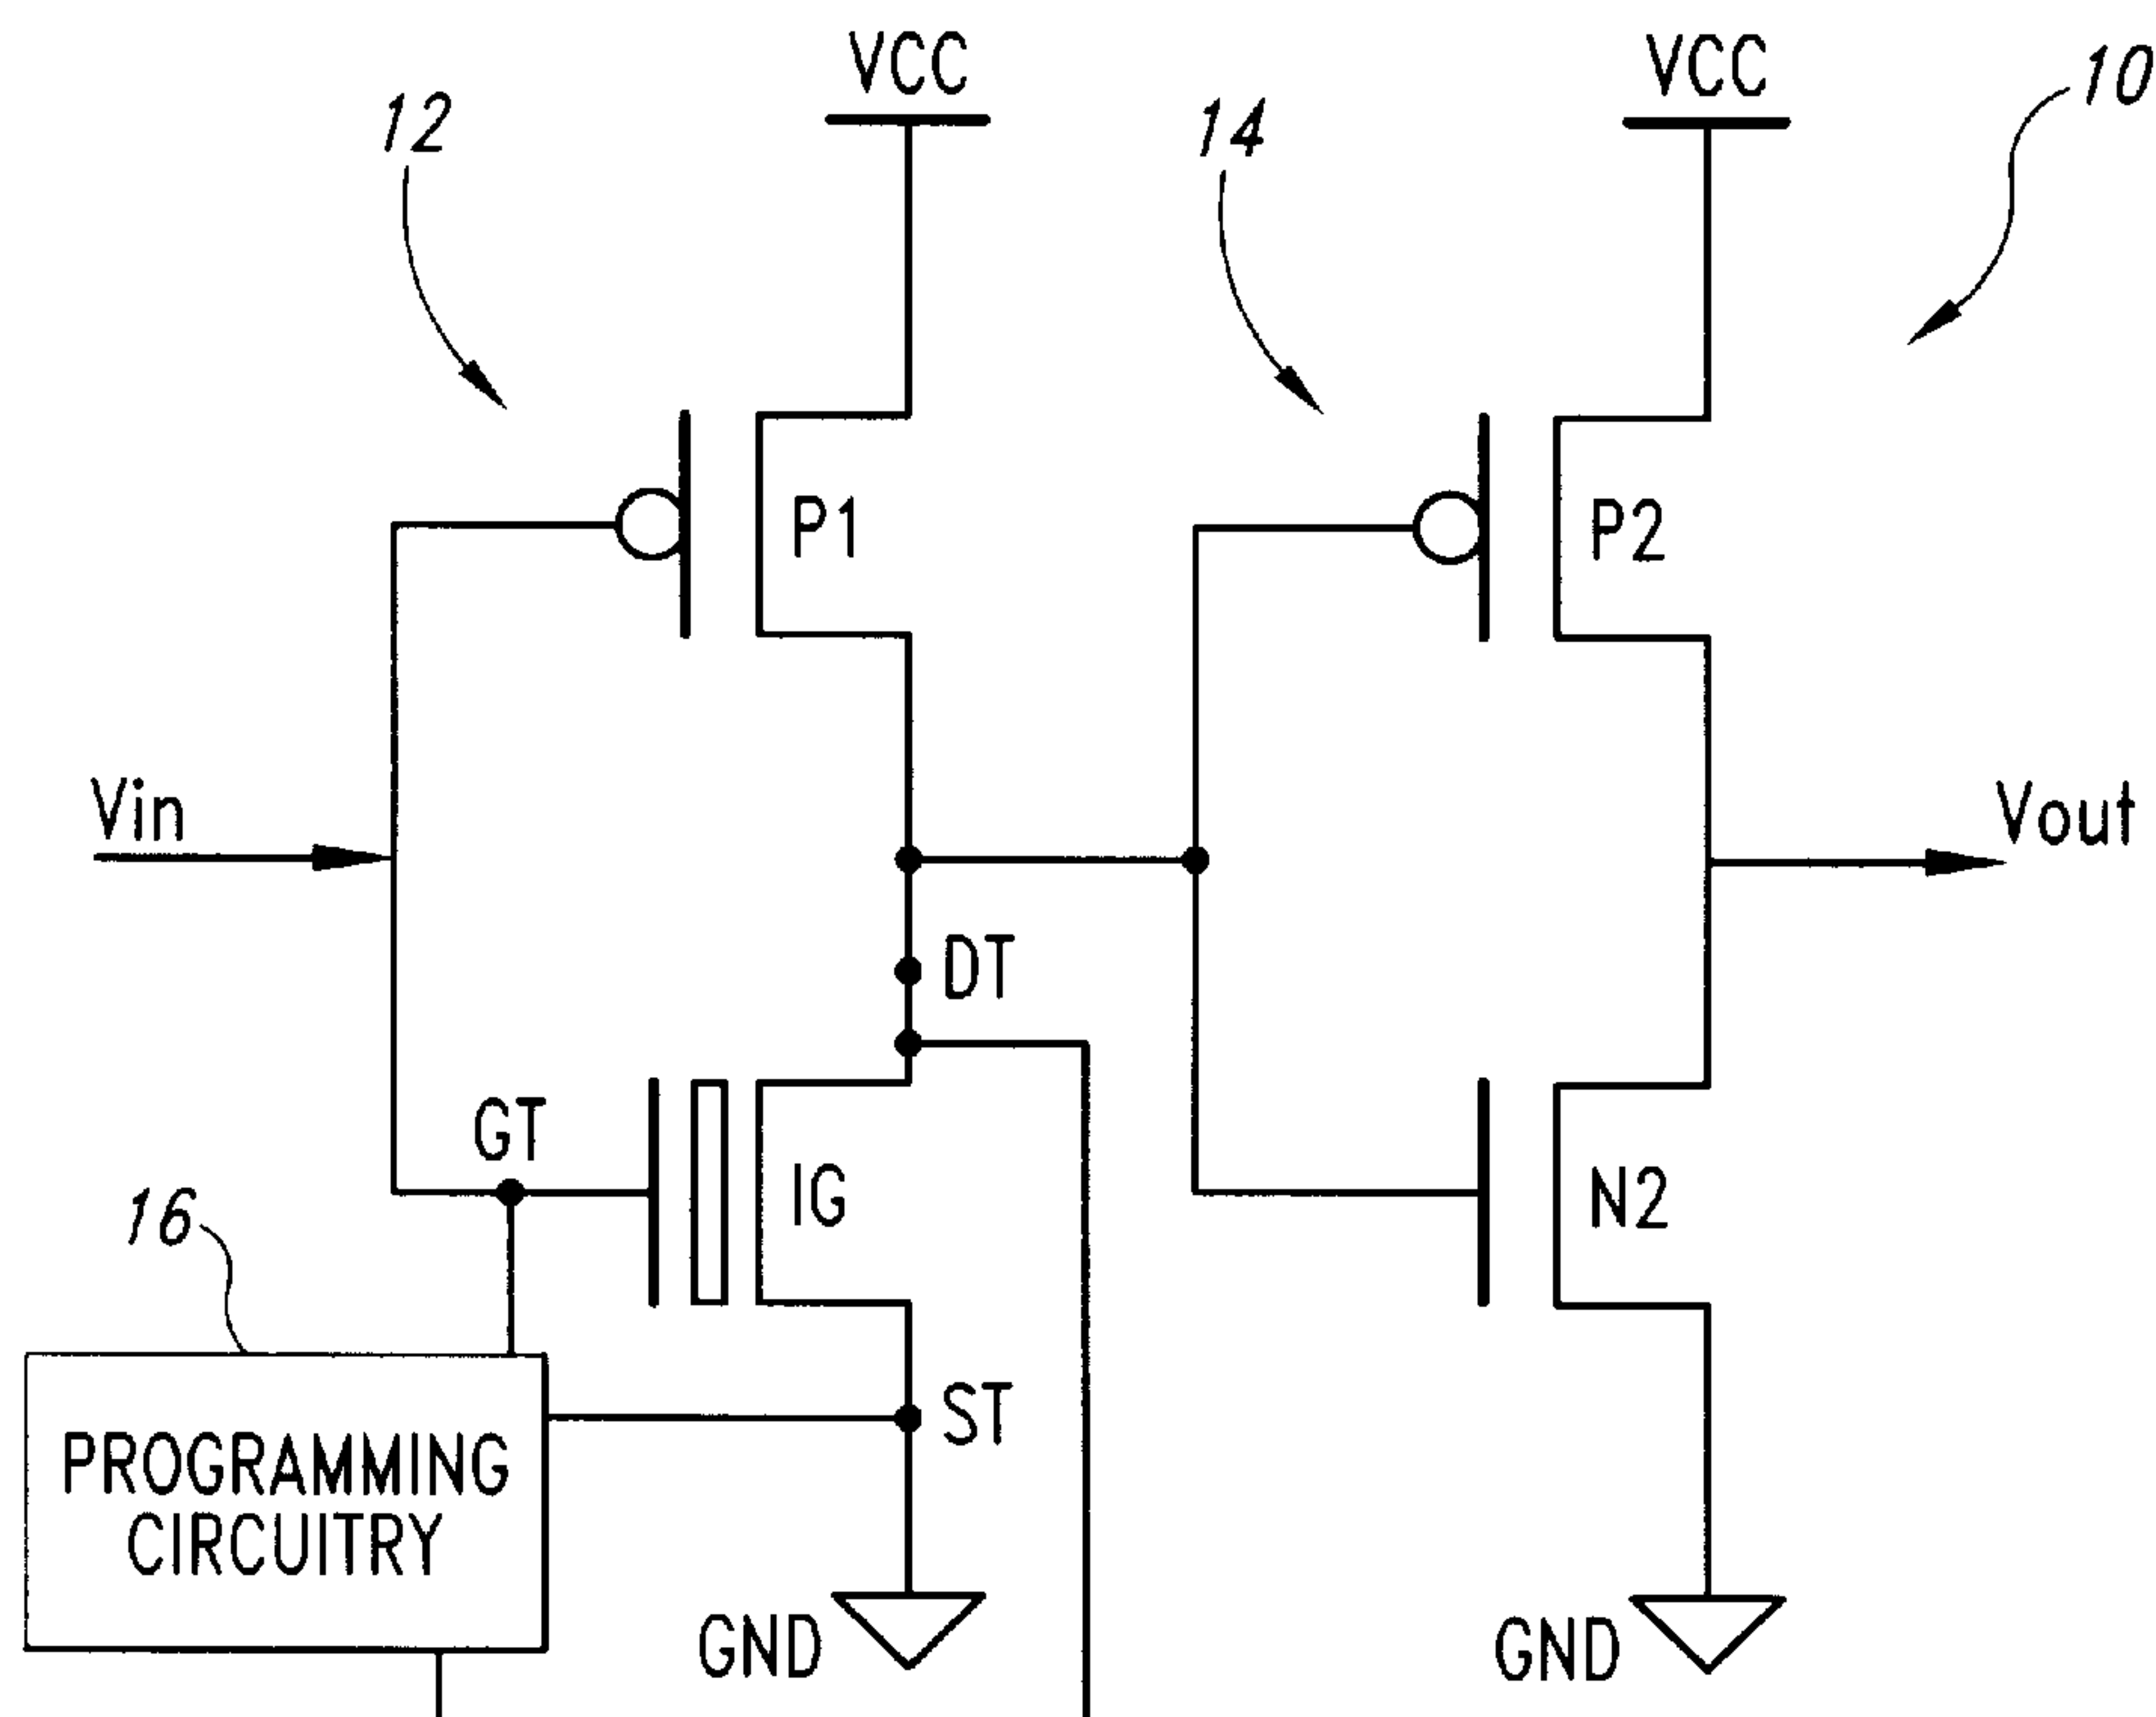 VCC
VCC
10
12
14
P1
P2
Vin
Vout
DT
GT
IG
N2
16
ST
PROGRAMMING
CIRCUITRY
GND
GND